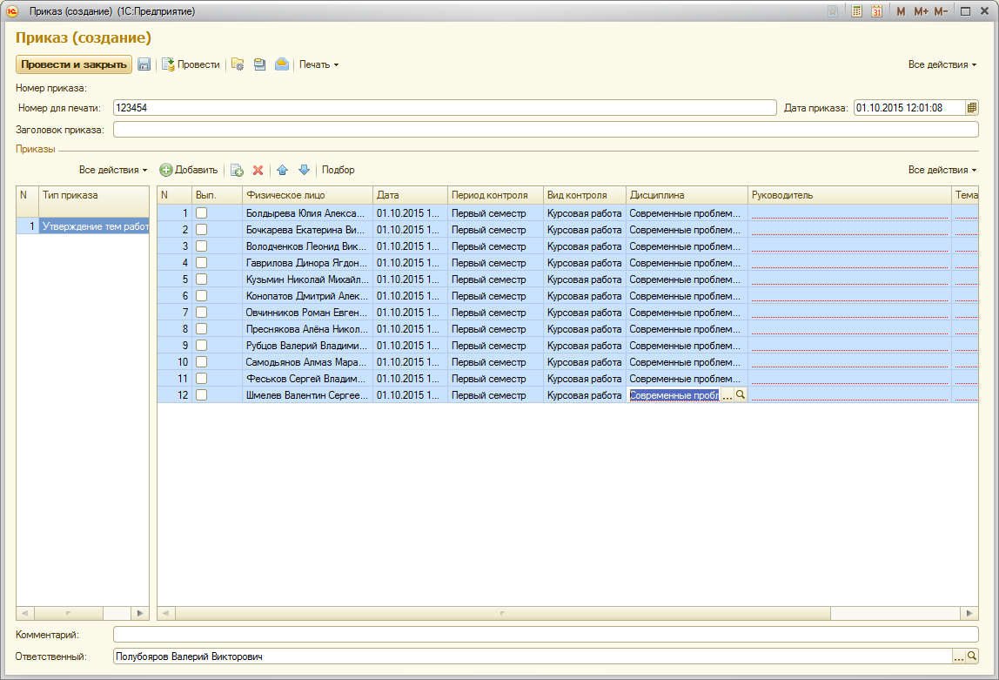 Приказ (создание) (1С:Предприятие)
M M+ M-
Приказ (создание)
Провести и закрыть Провести Печать Все действия
Номер приказа:
Номер для печати: 123454 Дата приказа: 01.10.2015 12:01:08
Заголовок приказа:
Приказы
Все действия Добавить Подбор Все действия
N Тип приказа
1 Утверждение тем работ
N Вып. Физическое лицо Дата Период контроля Вид контроля Дисциплина Руководитель Тема
1 Болдырева Юлия Алекса... 01.10.2015 1... Первый семестр Курсовая работа Современные проблем...
2 Бочкарева Екатерина Ви... 01.10.2015 1... Первый семестр Курсовая работа Современные проблем...
3 Володченков Леонид Вик... 01.10.2015 1... Первый семестр Курсовая работа Современные проблем...
4 Гаврилова Динора Ягдон... 01.10.2015 1... Первый семестр Курсовая работа Современные проблем...
5 Кузьмин Николай Михайл... 01.10.2015 1... Первый семестр Курсовая работа Современные проблем...
6 Конопатов Дмитрий Алек... 01.10.2015 1... Первый семестр Курсовая работа Современные проблем...
7 Овчинников Роман Евген... 01.10.2015 1... Первый семестр Курсовая работа Современные проблем...
8 Преснякова Алёна Никол... 01.10.2015 1... Первый семестр Курсовая работа Современные проблем...
9 Рубцов Валерий Владими... 01.10.2015 1... Первый семестр Курсовая работа Современные проблем...
10 Самодьянов Алмаз Мара... 01.10.2015 1... Первый семестр Курсовая работа Современные проблем...
11 Феськов Сергей Владим... 01.10.2015 1... Первый семестр Курсовая работа Современные проблем...
12 Шмелев Валентин Сергее... 01.10.2015 1... Первый семестр Курсовая работа Современные пробл ...
Комментарий:
Ответственный: Полубояров Валерий Викторович ...